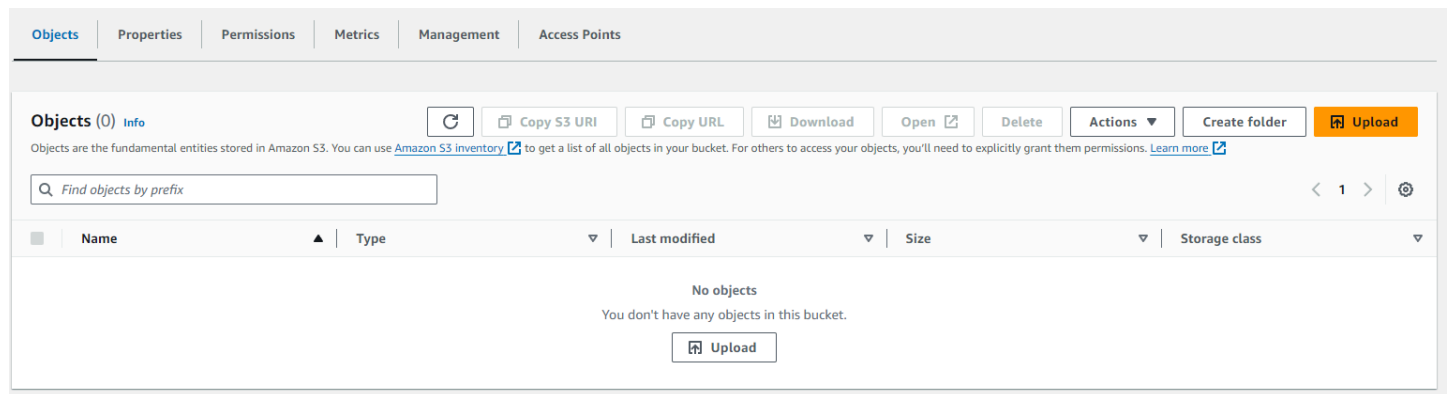 Objects Properties Permissions Metrics Management Access Points
Objects (0) Info Copy S3 URI Copy URL Download Open Delete Actions Create folder Upload
Objects are the fundamental entities stored in Amazon S3. You can use Amazon S3 inventory to get a list of all objects in your bucket. For others to access your objects, you'll need to explicitly grant them permissions. Learn more
Find objects by prefix 1
Name Type Last modified Size Storage class
No objects
You don't have any objects in this bucket.
Upload